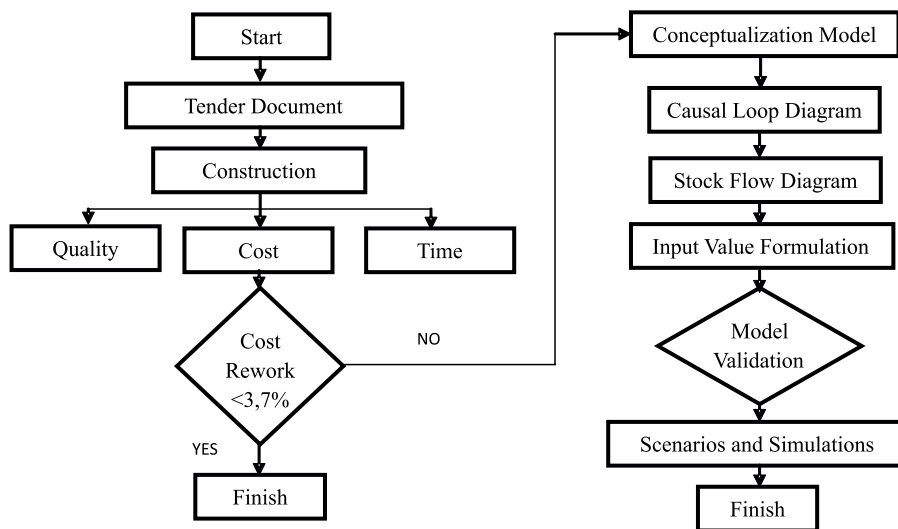 Start
Tender Document
Construction
Quality
Cost
Time
Cost
Rework
<3,7%
NO
YES
Finish
Conceptualization Model
Causal Loop Diagram
Stock Flow Diagram
Input Value Formulation
Model
Validation
Scenarios and Simulations
Finish